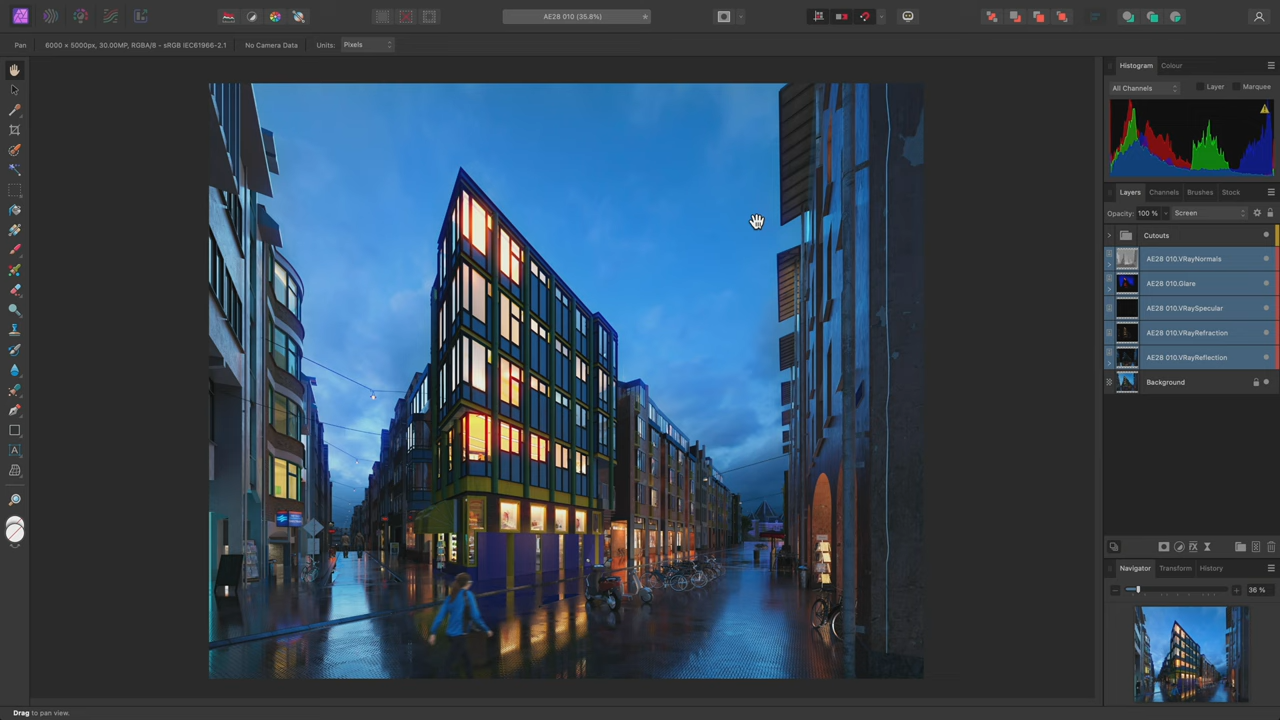 AE28 010 (35.8%)
Pan
6000 × 5000px, 30.00MP, RGBA/8 - sRGB IEC61966-2.1
No Camera Data
Units:
Pixels
Histogram
Colour
All Channels
Layer
Marquee
Layers
Channels
Brushes
Stock
Opacity:
100 %
Screen
Cutouts
AE28 010.VRayNormals
AE28 010.Glare
AE28 010.VRaySpecular
AE28 010.VRayRefraction
AE28 010.VRayReflection
Background
Navigator
Transform
History
36 %
Drag to pan view.